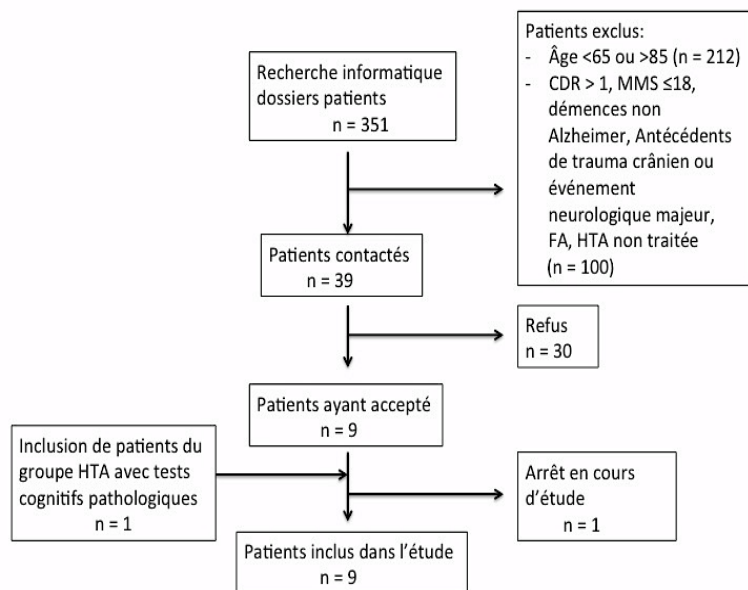 Recherche informatique
dossiers patients
n = 351
Patients exclus:
- Âge <65 ou >85 (n = 212)
- CDR > 1, MMS ≤18,
démences non
Alzheimer, Antécédents
de trauma crânien ou
événement
neurologique majeur,
FA, HTA non traitée
(n = 100)
Patients contactés
n = 39
Refus
n = 30
Patients ayant accepté
n = 9
Inclusion de patients du
groupe HTA avec tests
cognitifs pathologiques
n = 1
Arrêt en cours
d’étude
n = 1
Patients inclus dans l’étude
n = 9